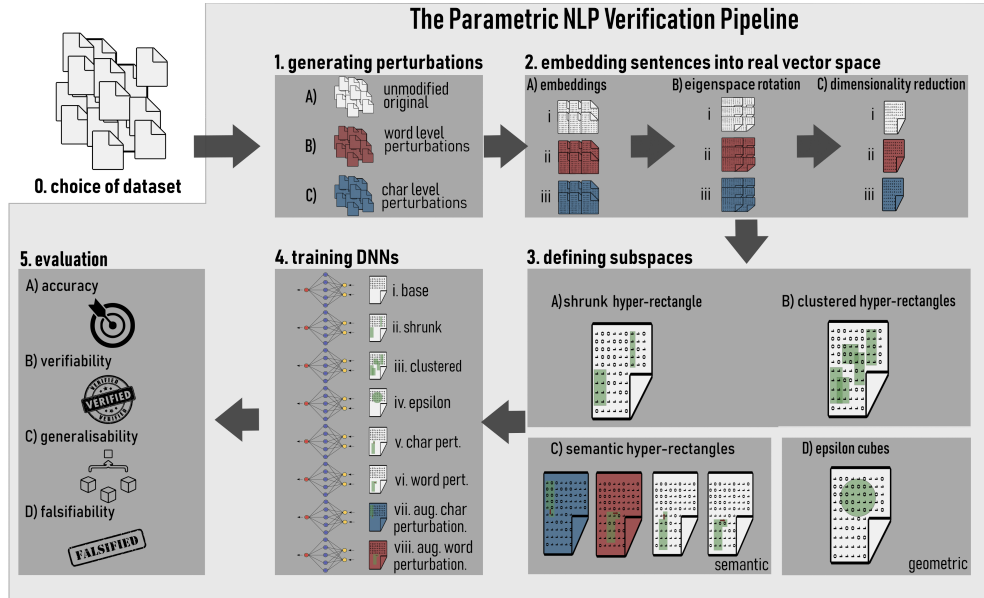 The Parametric NLP Verification Pipeline
0. choice of dataset
1. generating perturbations
A)
unmodified
original
B)
word level
perturbations
C)
char level
perturbations
2. embedding sentences into real vector space
A) embeddings
B) eigenspace rotation
C) dimensionality reduction
i
i
i
ii
ii
ii
iii
iii
iii
3. defining subspaces
A) shrunk hyper-rectangle
B) clustered hyper-rectangles
C) semantic hyper-rectangles
semantic
D) epsilon cubes
geometric
4. training DNNs
i. base
ii. shrunk
iii. clustered
iv. epsilon
v. char pert.
vi. word pert.
vii. aug. char
perturbation.
viii. aug. word
perturbation.
5. evaluation
A) accuracy
B) verifiability
VERIFIED
VERIFIED
VERIFIED
C) generalisability
D) falsifiability
FALSIFIED